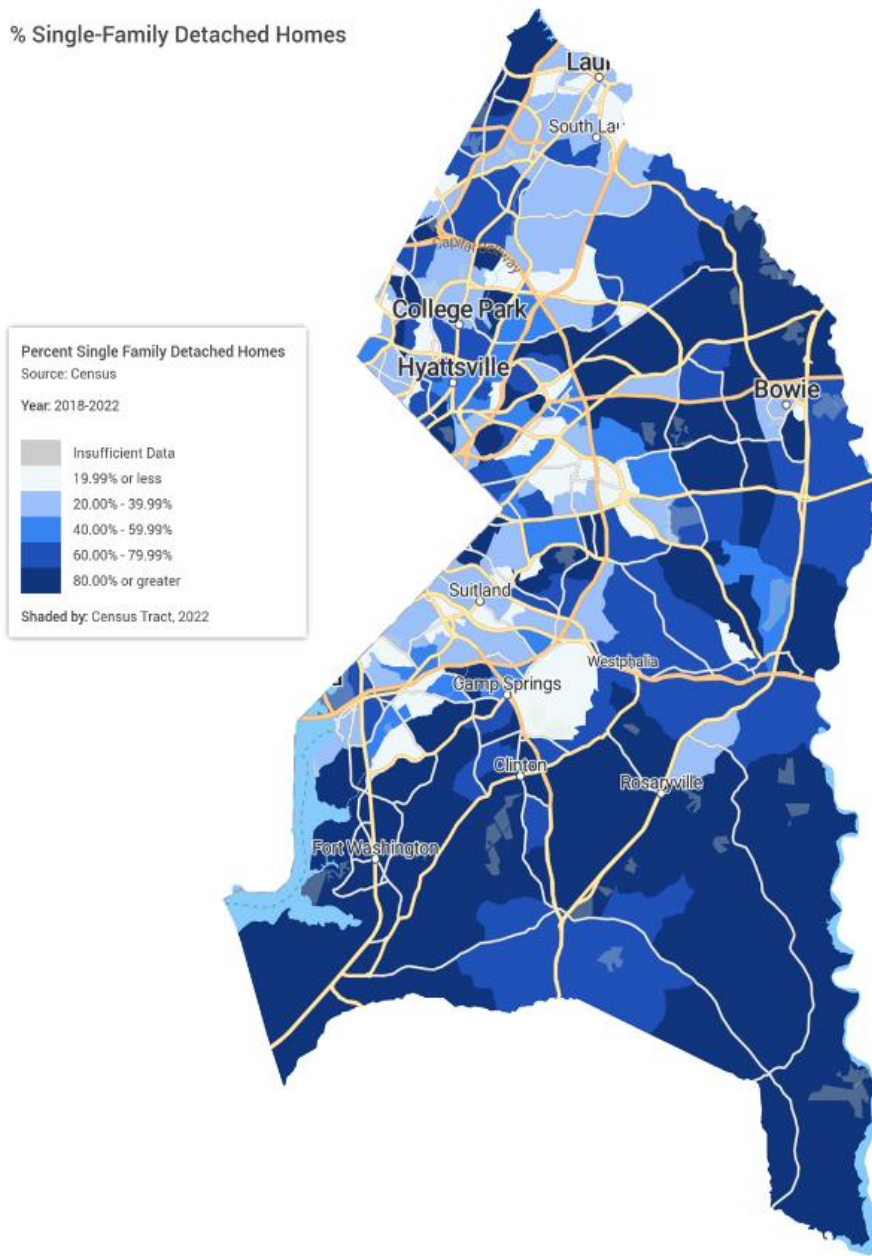 % Single-Family Detached Homes
Laur
South Lau
Capital Beltway
College Park
Hyattsville
Percent Single Family Detached Homes
Source: Census
Year: 2018-2022
Bowie
Insufficient Data
19.99% or less
20.00% - 39.99%
40.00% - 59.99%
60.00% - 79.99%
80.00% or greater
Suitland
Shaded by: Census Tract, 2022
Westphalia
Camp Springs
Clinton
Rosaryville
Fort Washington